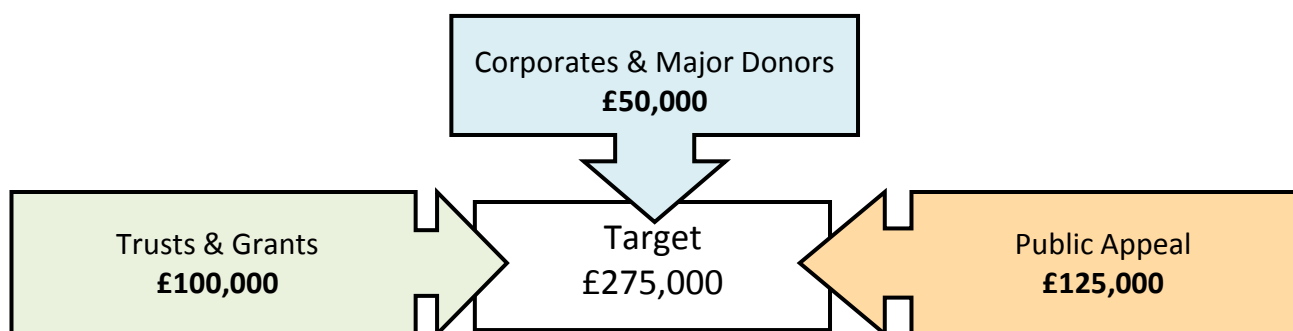 Corporates & Major Donors
£50,000
Trusts & Grants
£100,000
Target
£275,000
Public Appeal
£125,000